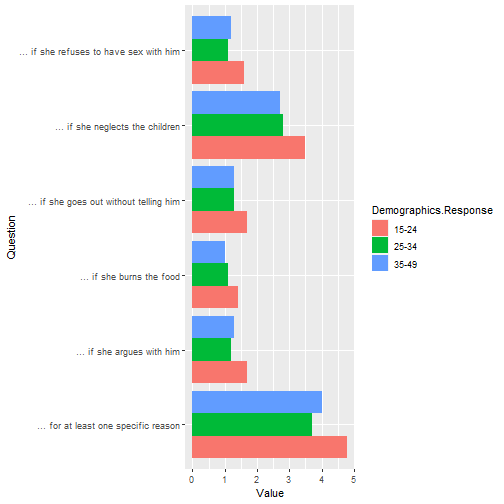 ... if she refuses to have sex with him
... if she neglects the children
... if she goes out without telling him
... if she burns the food
... if she argues with him
... for at least one specific reason
Question
0 1 2 3 4 5
Value
Demographics.Response
15-24
25-34
35-49